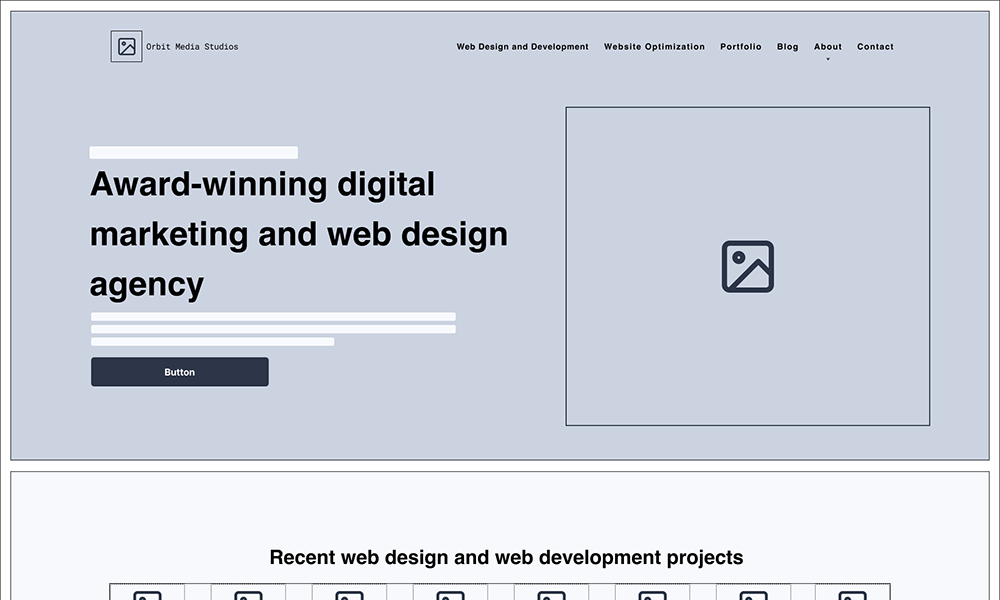 Orbit Media Studios
Web Design and Development Website Optimization Portfolio Blog About Contact
Award-winning digital
marketing and web design
agency
Button
Recent web design and web development projects